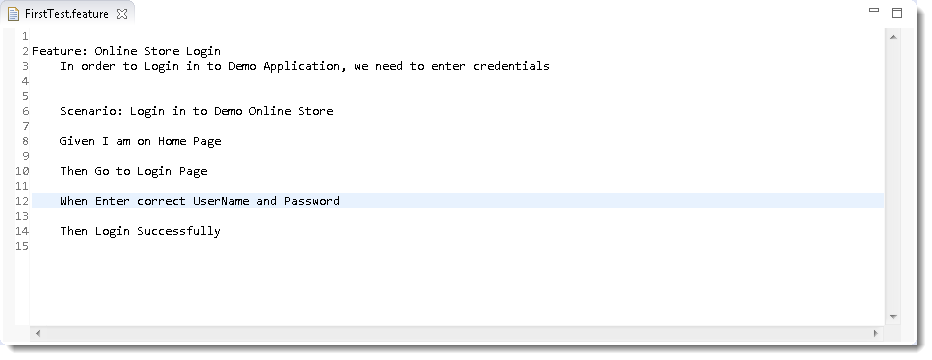 FirstTest.feature
1
2 Feature: Online Store Login
3 In order to Login in to Demo Application, we need to enter credentials
4
5
6 Scenario: Login in to Demo Online Store
7
8 Given I am on Home Page
9
10 Then Go to Login Page
11
12 When Enter correct UserName and Password
13
14 Then Login Successfully
15